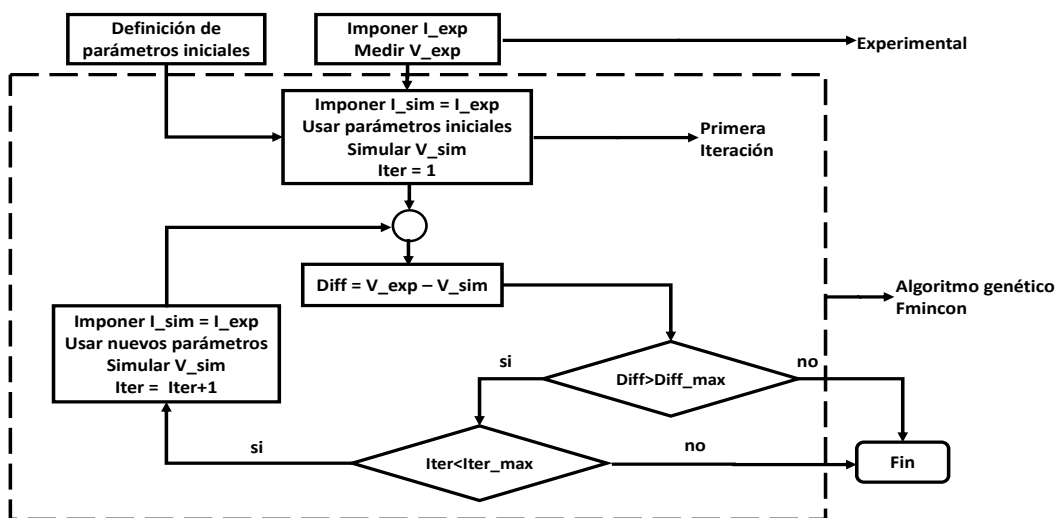 Definición de
parámetros iniciales
Imponer I_exp
Medir V_exp
Experimental
Imponer I_sim = I_exp
Usar parámetros iniciales
Simular V_sim
Iter = 1
Primera
Iteración
Diff = V_exp – V_sim
Algoritmo genético
Fmincon
Imponer I_sim = I_exp
Usar nuevos parámetros
Simular V_sim
Iter = Iter+1
si
Diff>Diff_max
no
si
Iter<Iter_max
no
Fin